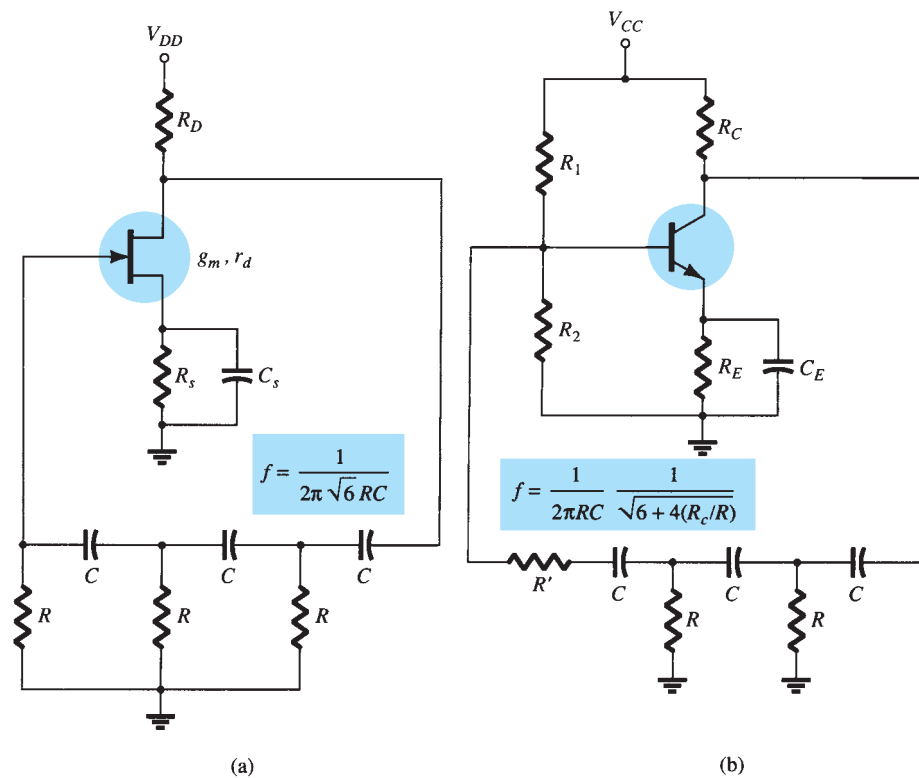 V_DD
R_D
g_m, r_d
R_s
C_s
f = 1 / (2π√6 RC)
C
C
C
R
R
R
(a)
V_CC
R_1
R_C
R_2
R_E
C_E
f = 1 / (2πRC) 1 / √(6 + 4(R_c/R))
R'
C
C
C
R
R
(b)